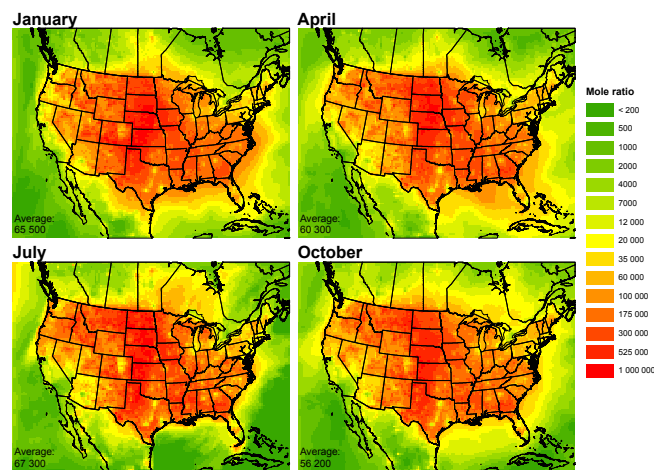 January
Average:
65 500
April
Average:
60 300
July
Average:
67 300
October
Average:
56 200
Mole ratio
< 200
500
1000
2000
4000
7000
12 000
20 000
35 000
60 000
100 000
175 000
300 000
525 000
1 000 000